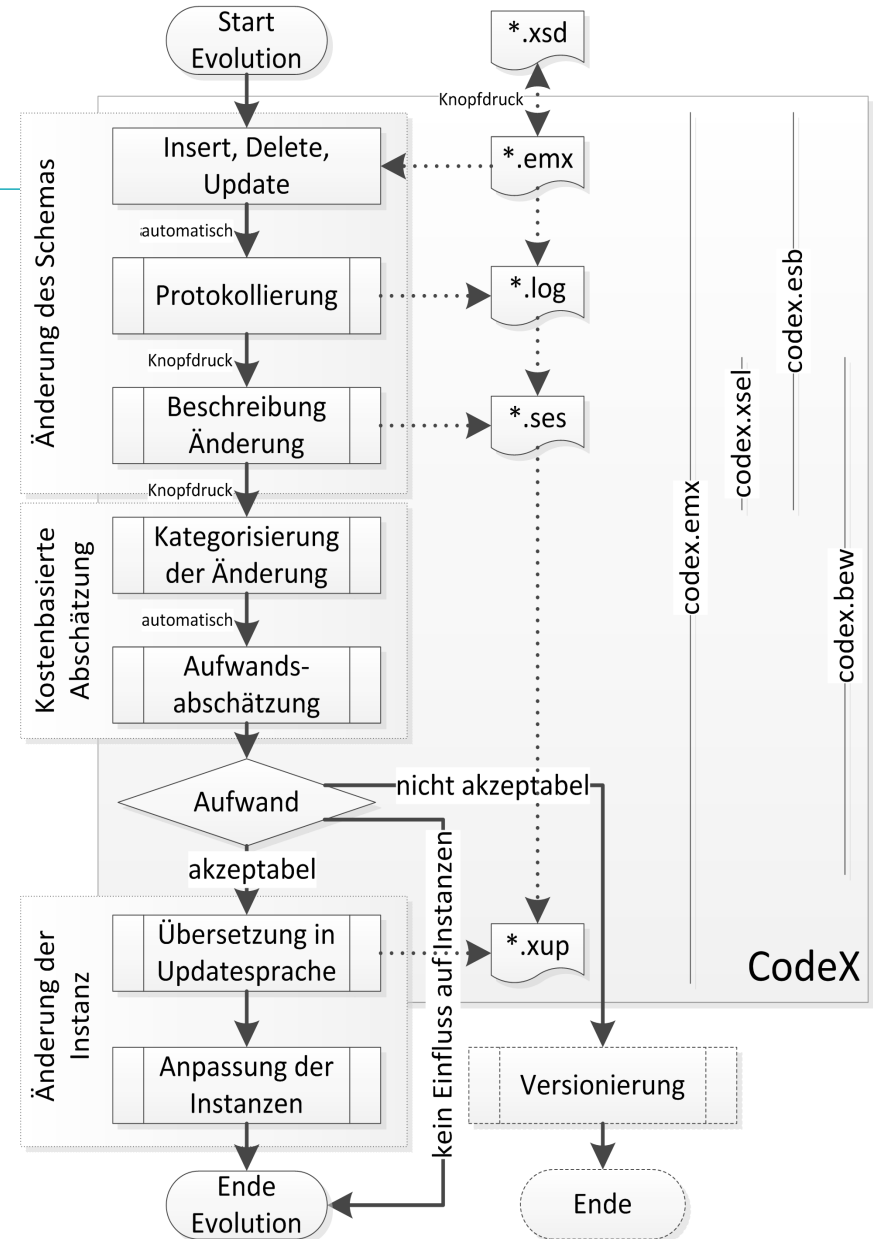 Start
Evolution
*.xsd
Knopfdruck
Änderung des Schemas
Insert, Delete,
Update
*.emx
automatisch
Protokollierung
*.log
Knopfdruck
Beschreibung
Änderung
*.ses
Knopfdruck
Kostenbasierte
Abschätzung
Kategorisierung
der Änderung
automatisch
Aufwands-
abschätzung
codex.emx
codex.xsel
codex.esb
codex.bew
Aufwand
nicht akzeptabel
kein Einfluss auf Instanzen
akzeptabel
Änderung der
Instanz
Übersetzung in
Updatesprache
*.xup
CodeX
Anpassung der
Instanzen
Versionierung
Ende
Evolution
Ende